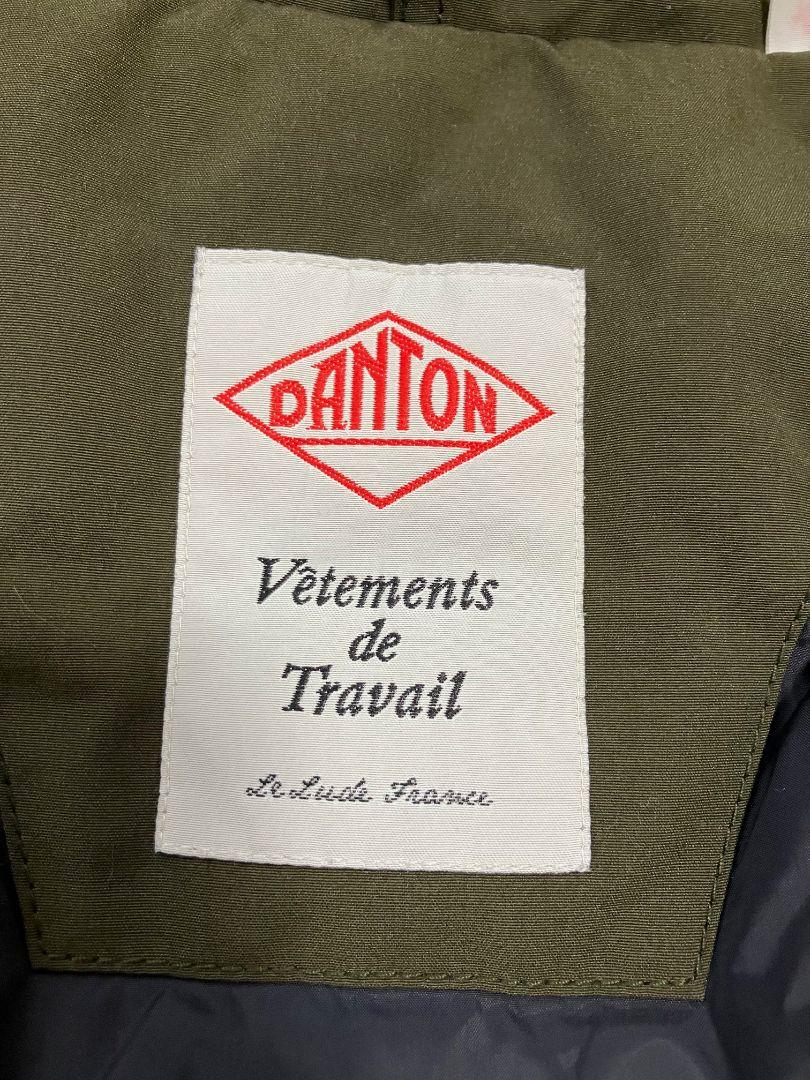 DANTON
Vêtements
de
Travail
Le Lude France